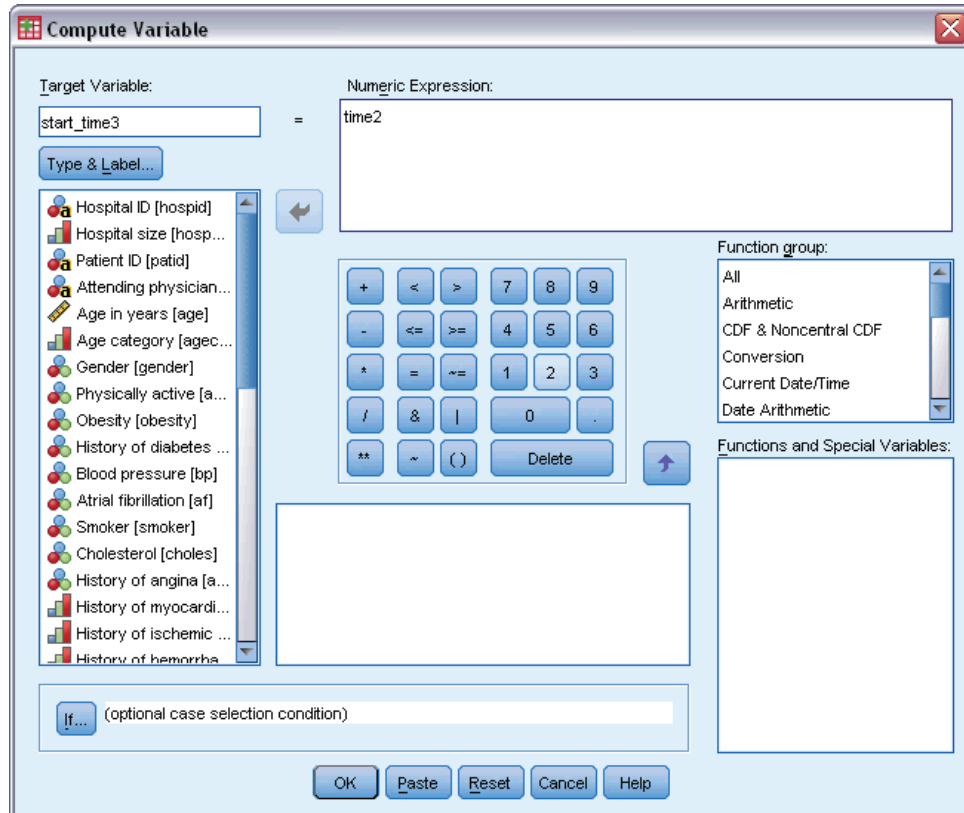 Compute Variable
Target Variable:
start_time3
=
Numeric Expression:
time2
Type & Label...
Hospital ID [hospid]
Hospital size [hosp...
Patient ID [patid]
Attending physician...
Age in years [age]
Age category [agec...
Gender [gender]
Physically active [a...
Obesity [obesity]
History of diabetes ...
Blood pressure [bp]
Atrial fibrillation [af]
Smoker [smoker]
Cholesterol [choles]
History of angina [a...
History of myocardi...
History of ischemic ...
History of hemorrha
+ < > 7 8 9
- <= >= 4 5 6
* = ~= 1 2 3
/ & | 0 .
** ~ ( ) Delete
Function group:
All
Arithmetic
CDF & Noncentral CDF
Conversion
Current Date/Time
Date Arithmetic
Functions and Special Variables:
If... (optional case selection condition)
OK Paste Reset Cancel Help